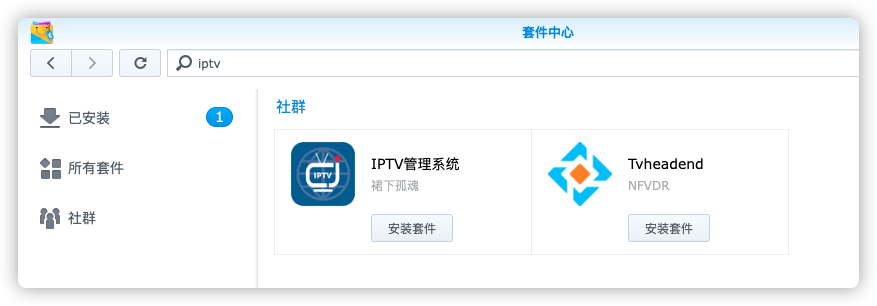 套件中心
iptv
已安装
1
所有套件
社群
社群
IPTV
IPTV管理系统
裙下孤魂
安装套件
Tvheadend
NFVDR
安装套件